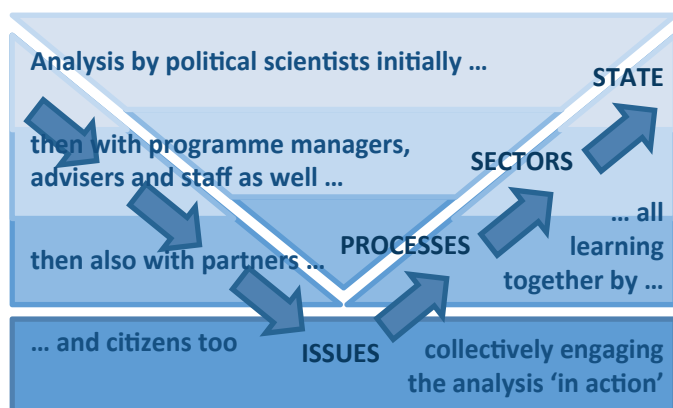 Analysis by political scientists initially …
STATE
then with programme managers,
advisers and staff as well …
SECTORS
then also with partners …
PROCESSES
… all
learning
together by …
… and citizens too
ISSUES
collectively engaging
the analysis ‘in action’